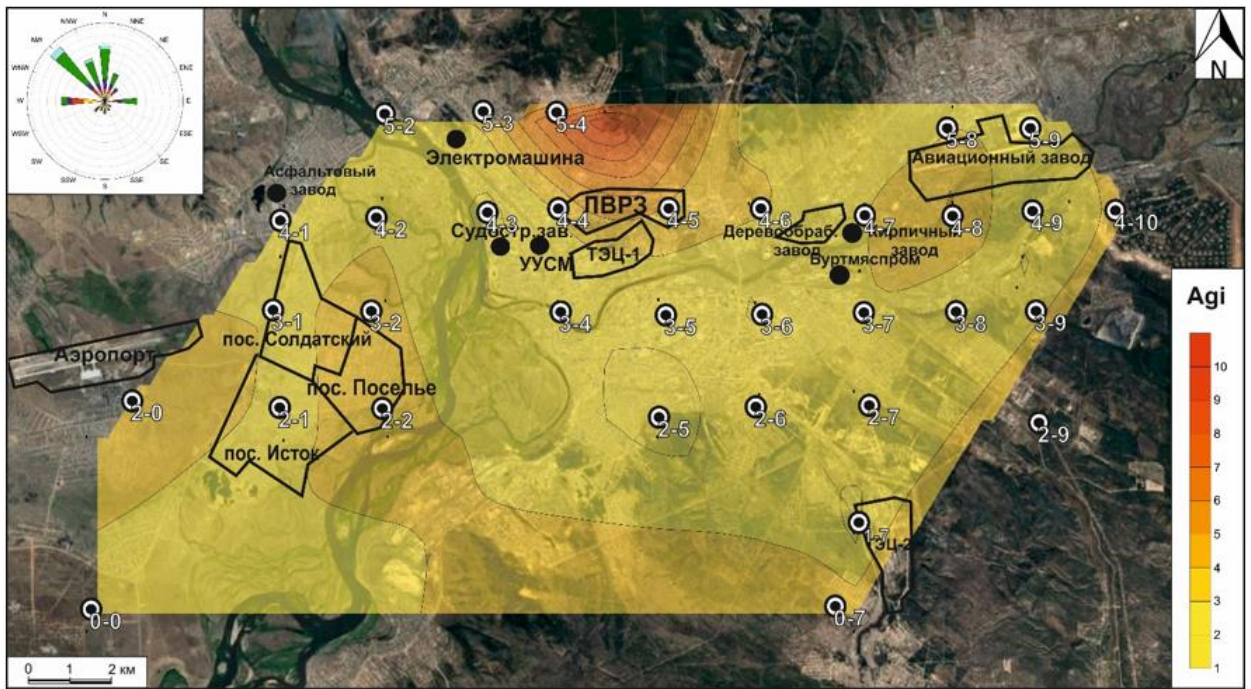 N
NNW
NNE
NW
NE
WNW
ENE
W
E
WSW
ESE
SW
SE
SSW
SSE
S
N
5-2
5-3
5-4
5-8
5-9
Электромашина
Авиационный завод
Асфальтовый
завод
4-1
4-2
4-3
4-4
ПВРЗ
4-5
4-6
4-7
4-8
4-9
4-10
Судостр.зав.
УУСМ
ТЭЦ-1
Деревообраб.
завод
Кирпичный
завод
Буртмяспром
3-1
3-2
3-4
3-5
3-6
3-7
3-8
3-9
пос. Солдатский
Аэропорт
пос. Поселье
2-0
2-1
2-2
2-5
2-6
2-7
2-9
пос. Исток
1-7
ТЭЦ-2
0-0
0-7
Agi
10
9
8
7
6
5
4
3
2
1
0 1 2 км